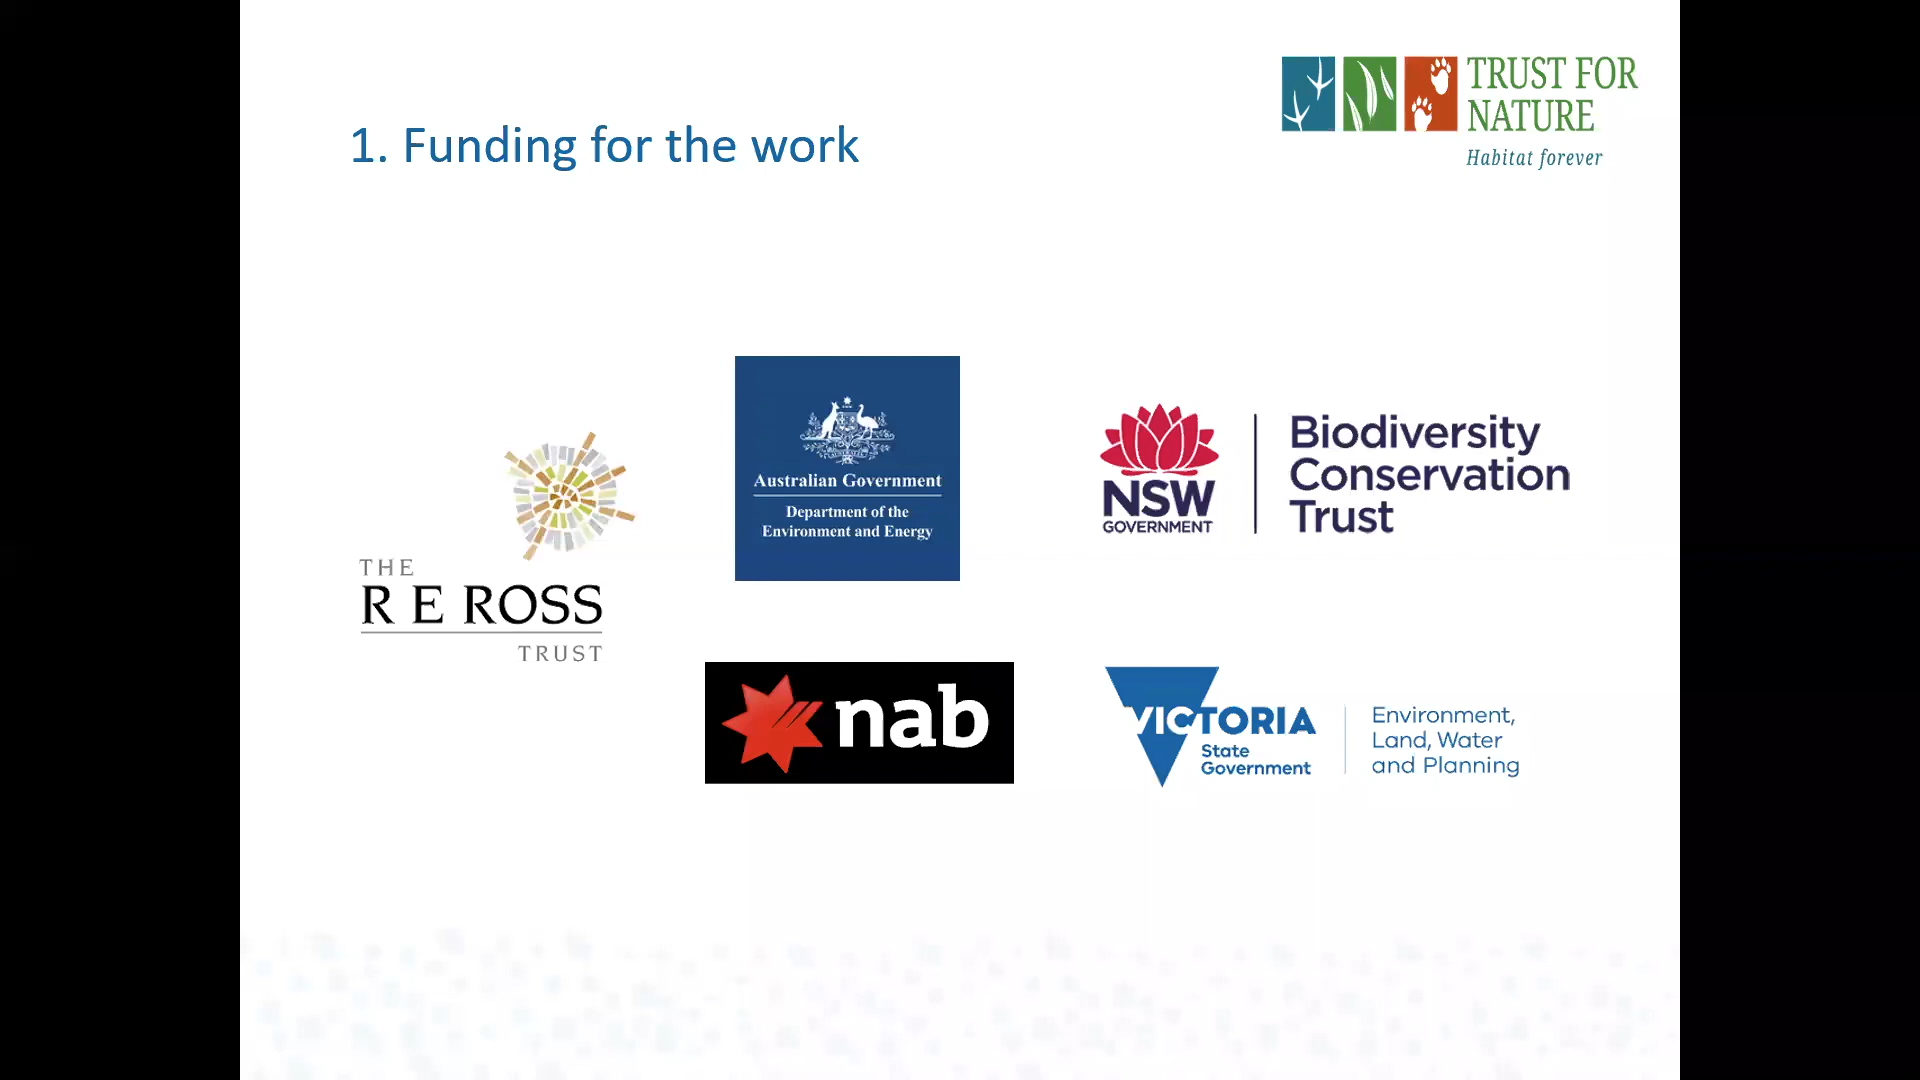 TRUST FOR
NATURE
Habitat forever
1. Funding for the work
THE
R E ROSS
TRUST
Australian Government
Department of the
Environment and Energy
NSW
GOVERNMENT
Biodiversity
Conservation
Trust
nab
VICTORIA
State
Government
Environment,
Land, Water
and Planning